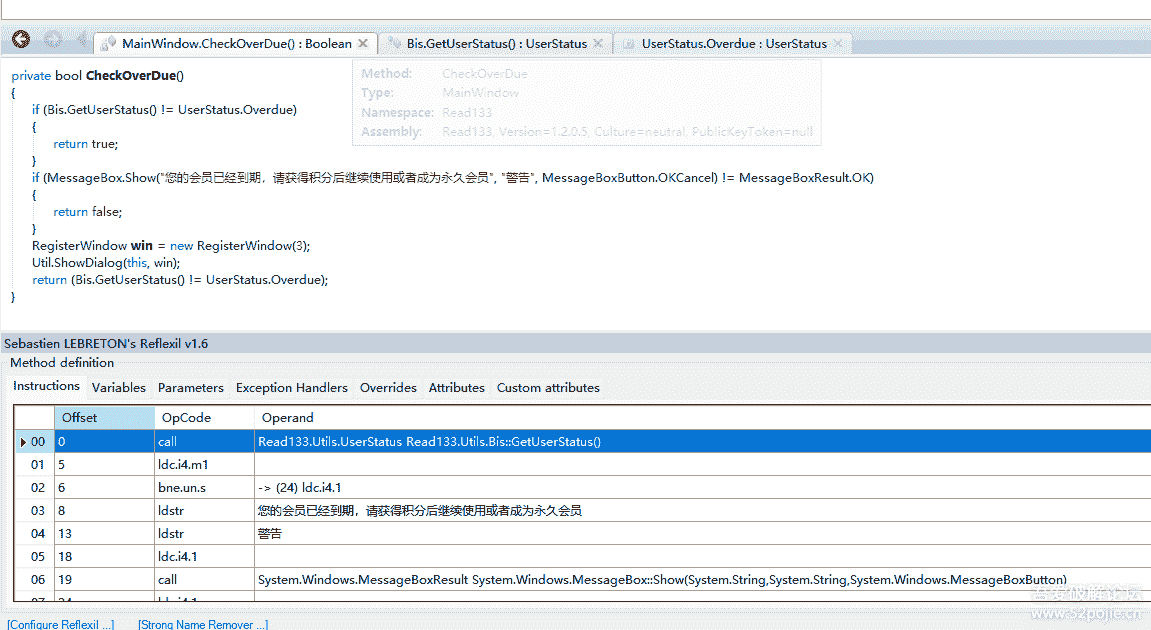 MainWindow.CheckOverDue() : Boolean
Bis.GetUserStatus() : UserStatus
UserStatus.Overdue : UserStatus
private bool CheckOverDue()
{
if (Bis.GetUserStatus() != UserStatus.Overdue)
{
return true;
}
if (MessageBox.Show("您的会员已经到期，请获得积分后继续使用或者成为永久会员", "警告", MessageBoxButton.OKCancel) != MessageBoxResult.OK)
{
return false;
}
RegisterWindow win = new RegisterWindow(3);
Util.ShowDialog(this, win);
return (Bis.GetUserStatus() != UserStatus.Overdue);
}
Method: CheckOverDue
Type: MainWindow
Namespace: Read133
Assembly: Read133, Version=1.2.0.5, Culture=neutral, PublicKeyToken=null
Sebastien LEBRETON's Reflexil v1.6
Method definition
Instructions Variables Parameters Exception Handlers Overrides Attributes Custom attributes
Offset OpCode Operand
00 0 call Read133.Utils.UserStatus Read133.Utils.Bis::GetUserStatus()
01 5 ldc.i4.m1
02 6 bne.un.s -> (24) ldc.i4.1
03 8 ldstr 您的会员已经到期，请获得积分后继续使用或者成为永久会员
04 13 ldstr 警告
05 18 ldc.i4.1
06 19 call System.Windows.MessageBoxResult System.Windows.MessageBox::Show(System.String,System.String,System.Windows.MessageBoxButton)
吾爱破解论坛
www.52pojie.cn
[Configure Reflexil ...] [Strong Name Remover ...]